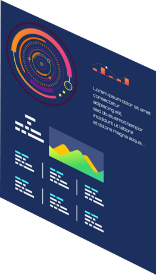 Lorem ipsum dolor sit amet,
consectetur
adipiscing elit,
sed do eiusmod tempor
incididunt ut labore
et dolore magna aliqua...